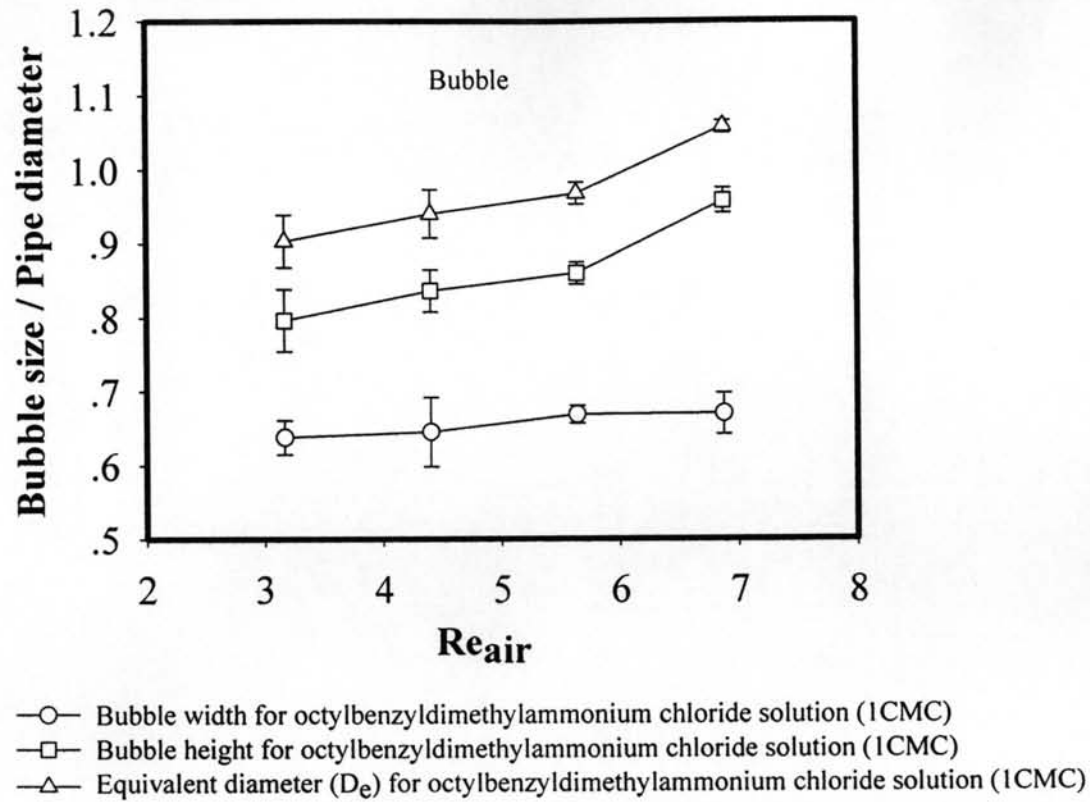 1.2
1.1
1.0
.9
.8
.7
.6
.5
Bubble size / Pipe diameter
Bubble
2 3 4 5 6 7 8
Reair
Bubble width for octylbenzyldimethylammonium chloride solution (1CMC)
Bubble height for octylbenzyldimethylammonium chloride solution (1CMC)
Equivalent diameter (De) for octylbenzyldimethylammonium chloride solution (1CMC)